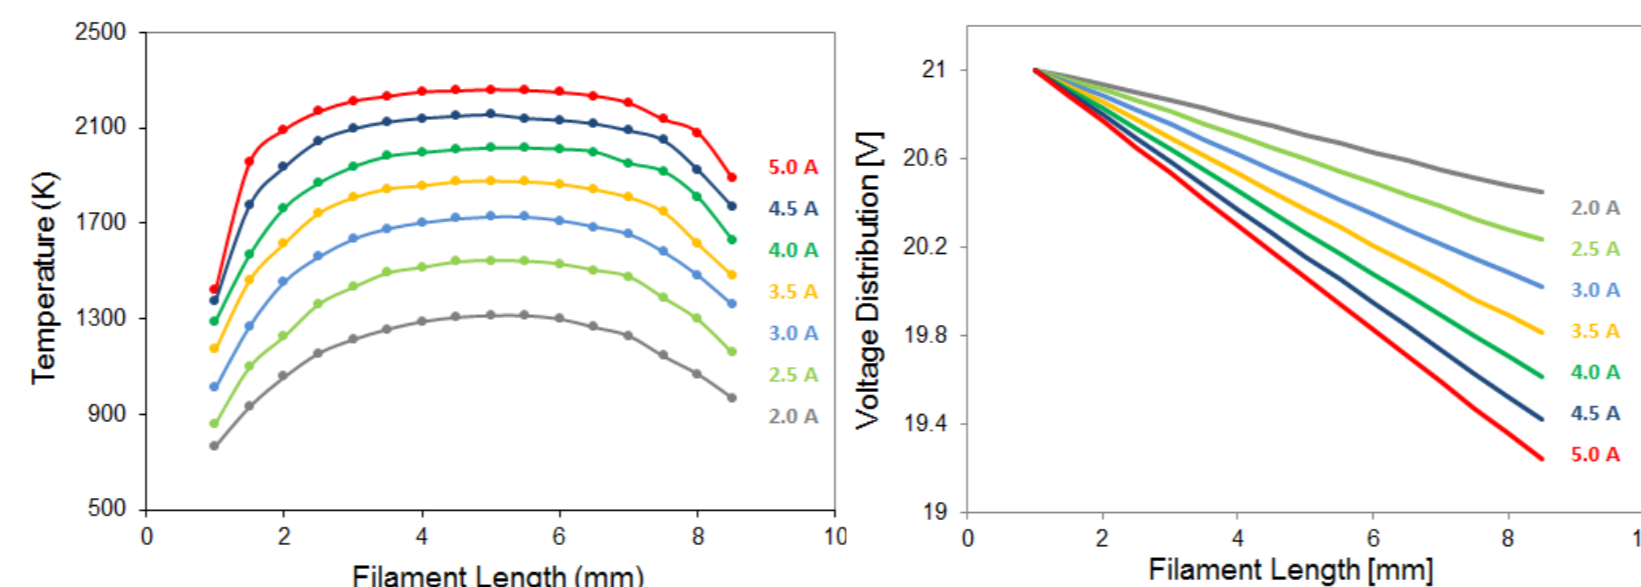 2500
2100
1700
1300
900
500
Temperature (K)
0 2 4 6 8 10
Filament Length (mm)
5.0 A
4.5 A
4.0 A
3.5 A
3.0 A
2.5 A
2.0 A
21
20.6
20.2
19.8
19.4
19
Voltage Distribution [V]
0 2 4 6 8
Filament Length [mm]
2.0 A
2.5 A
3.0 A
3.5 A
4.0 A
4.5 A
5.0 A